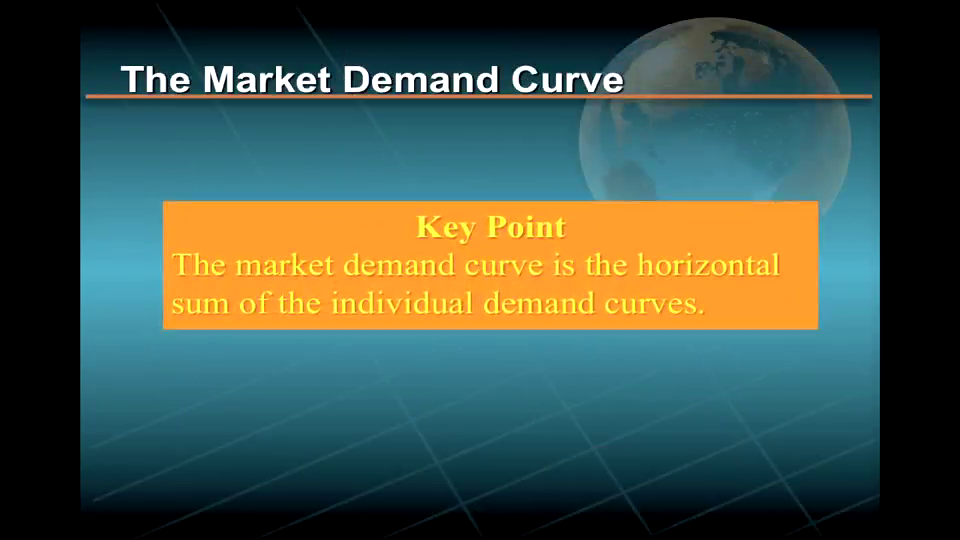 The Market Demand Curve
Key Point
The market demand curve is the horizontal
sum of the individual demand curves.